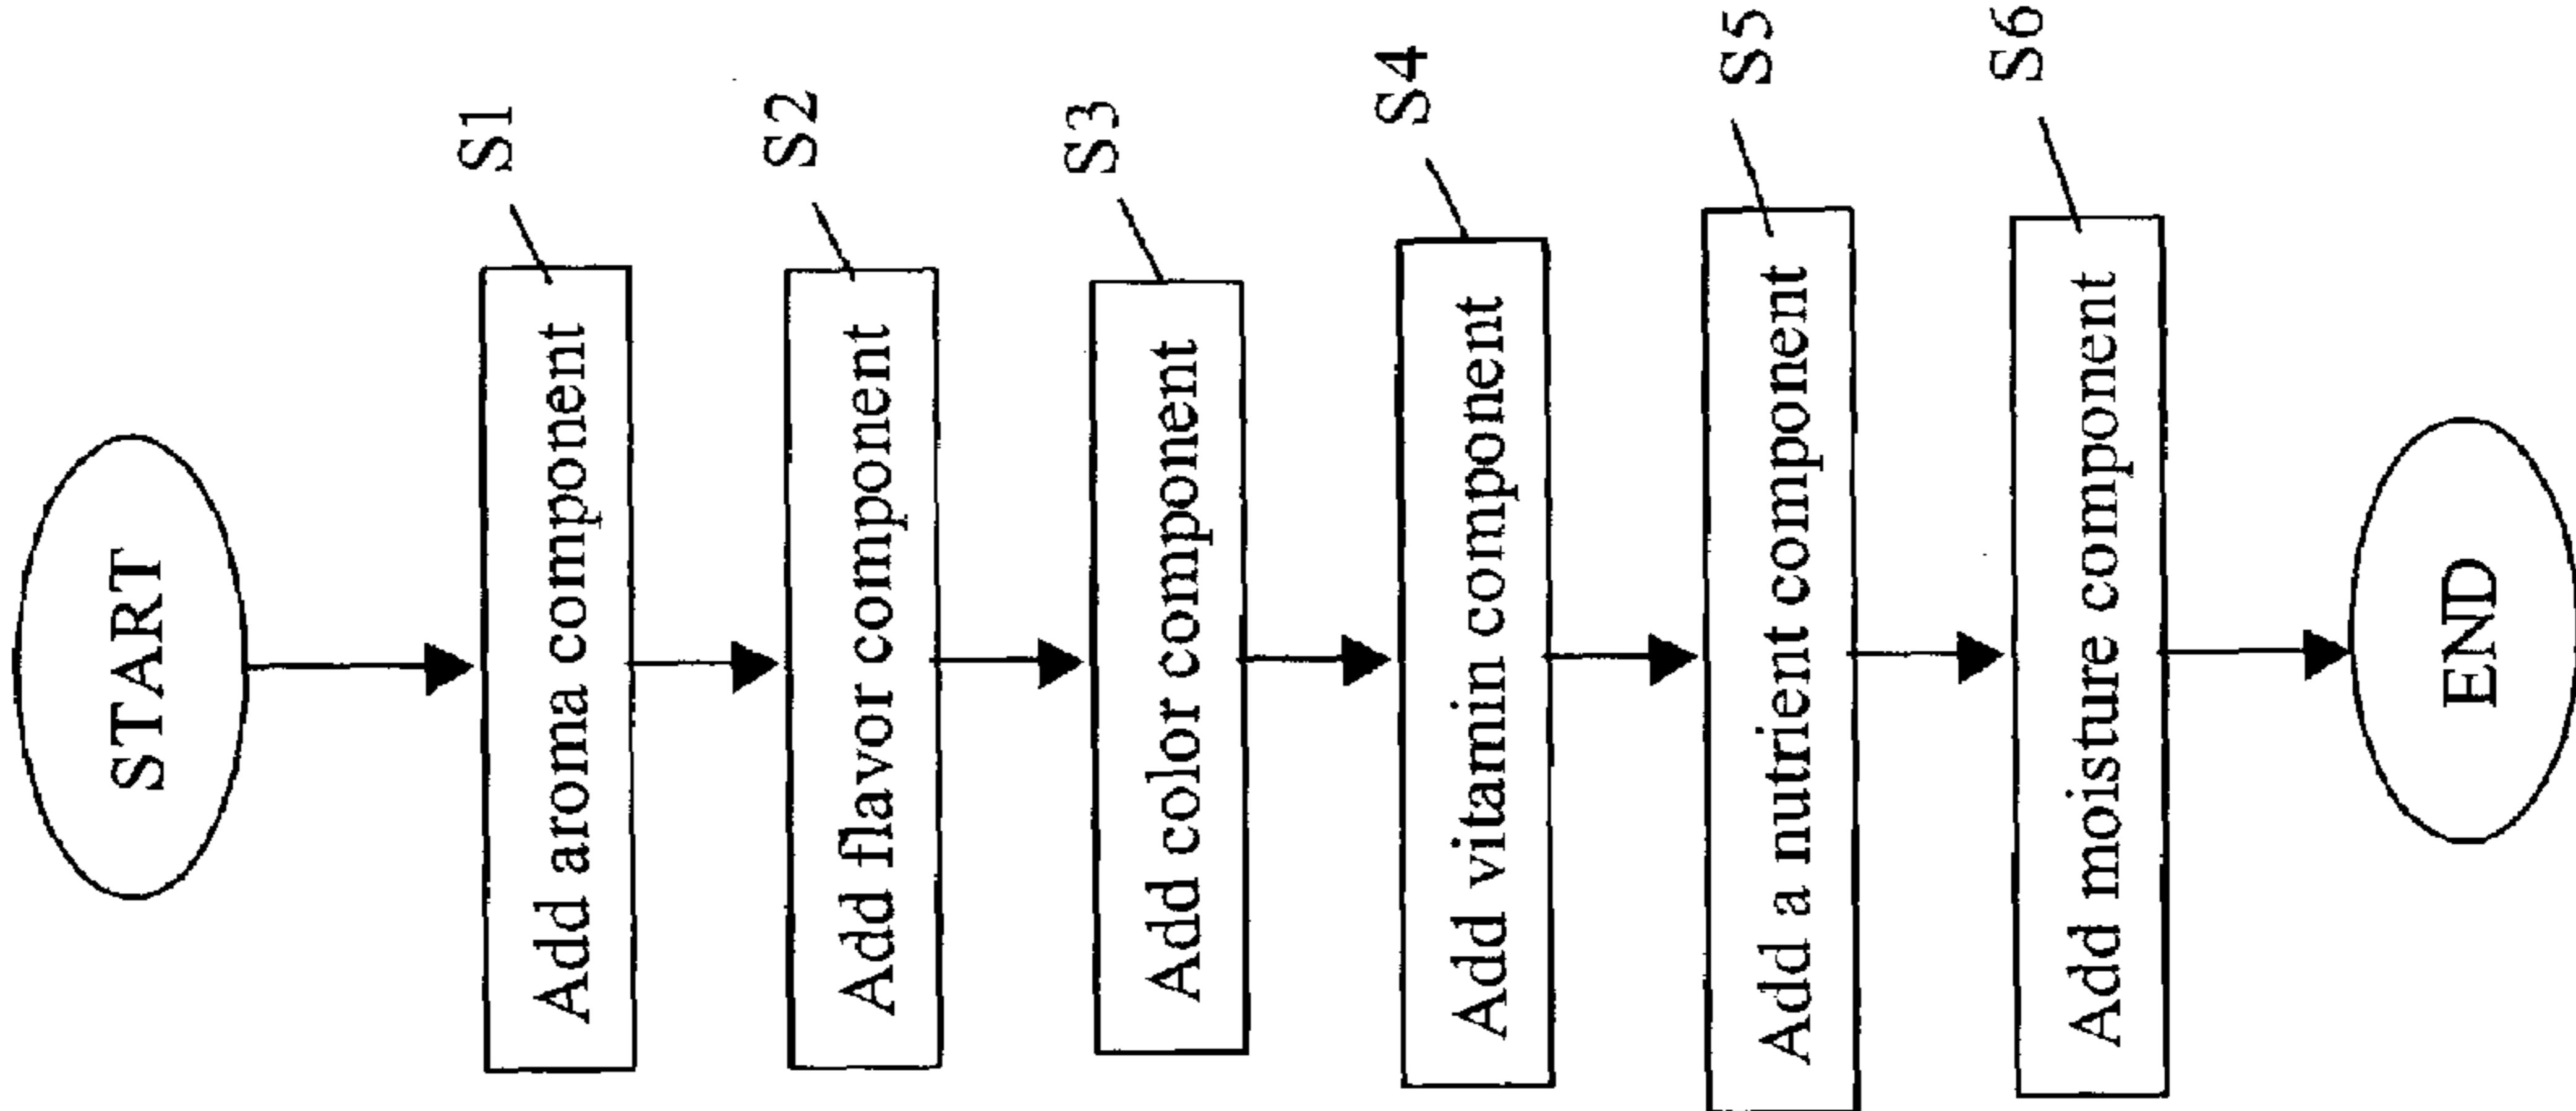 START
S1
Add aroma component
S2
Add flavor component
S3
Add color component
S4
Add vitamin component
S5
Add a nutrient component
S6
Add moisture component
END